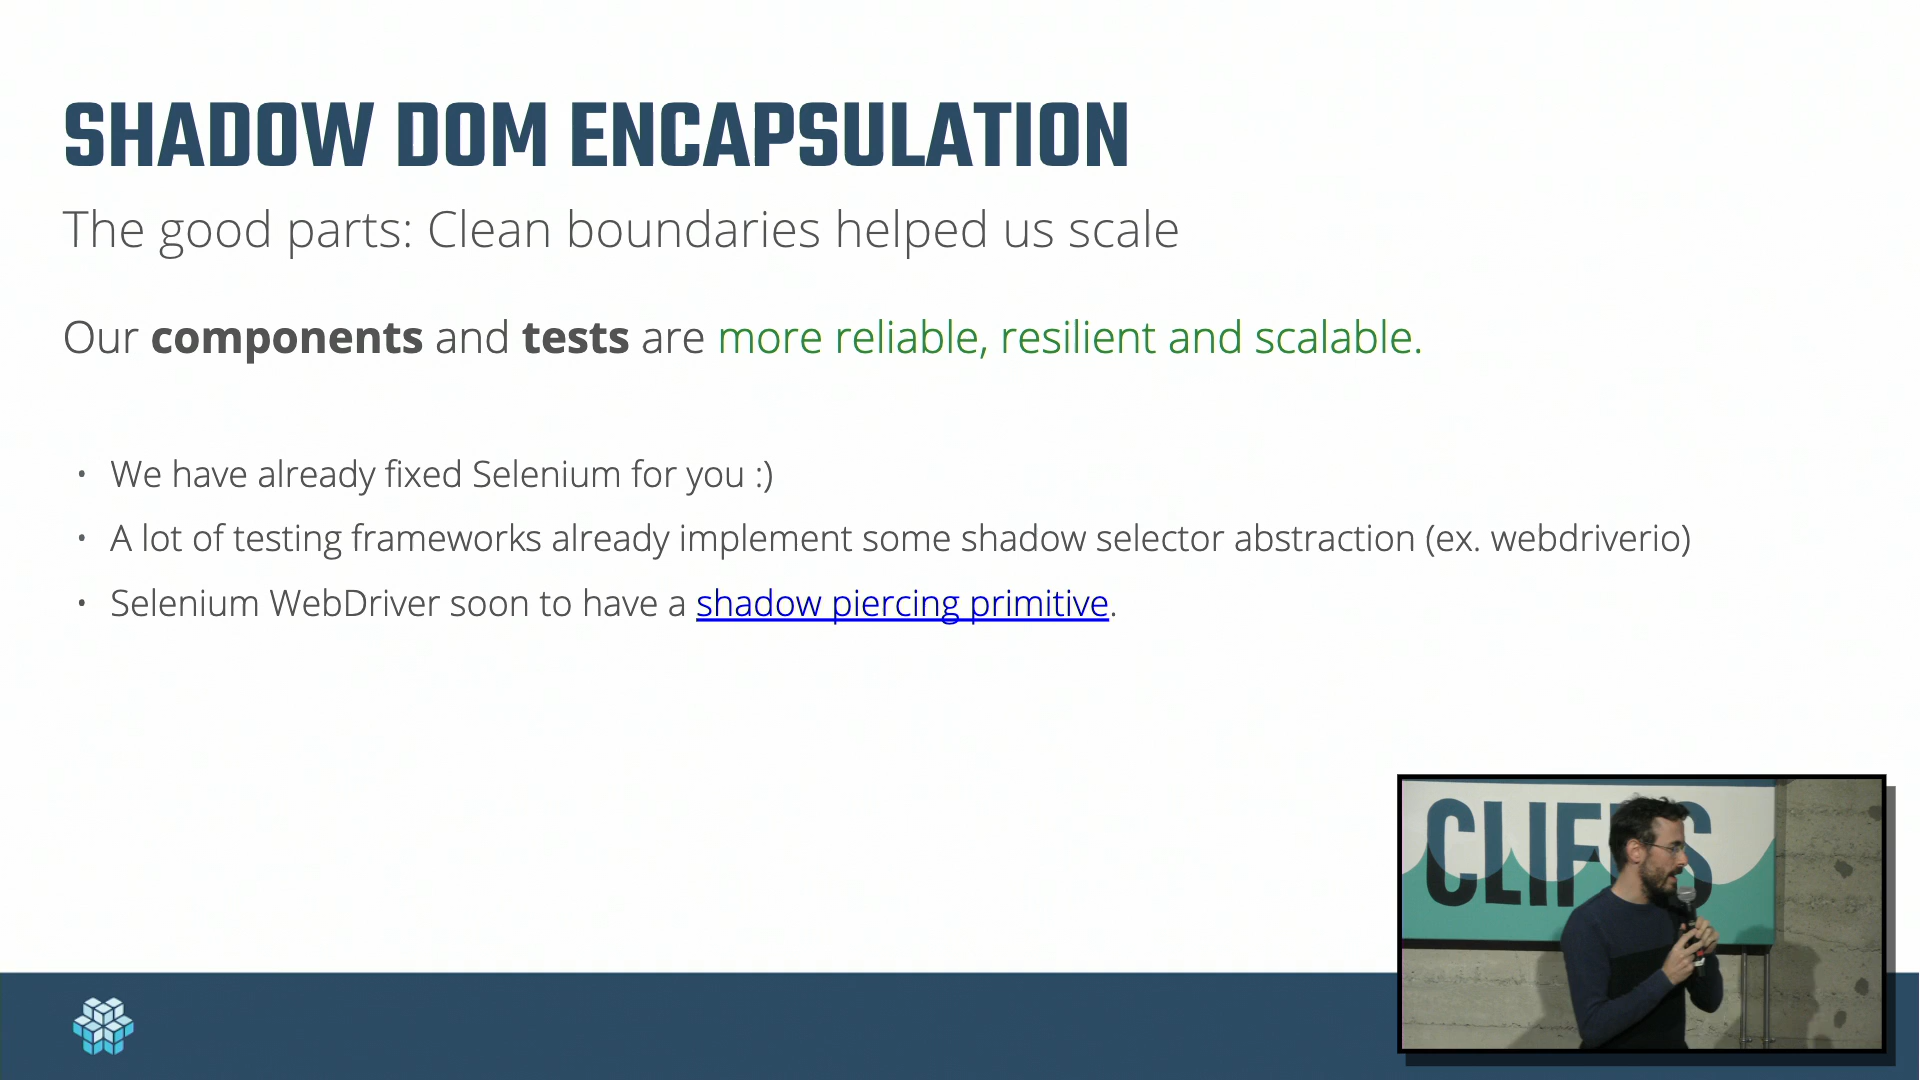 SHADOW DOM ENCAPSULATION
The good parts: Clean boundaries helped us scale
Our components and tests are more reliable, resilient and scalable.
• We have already fixed Selenium for you :)
• A lot of testing frameworks already implement some shadow selector abstraction (ex. webdriverio)
• Selenium WebDriver soon to have a shadow piercing primitive.